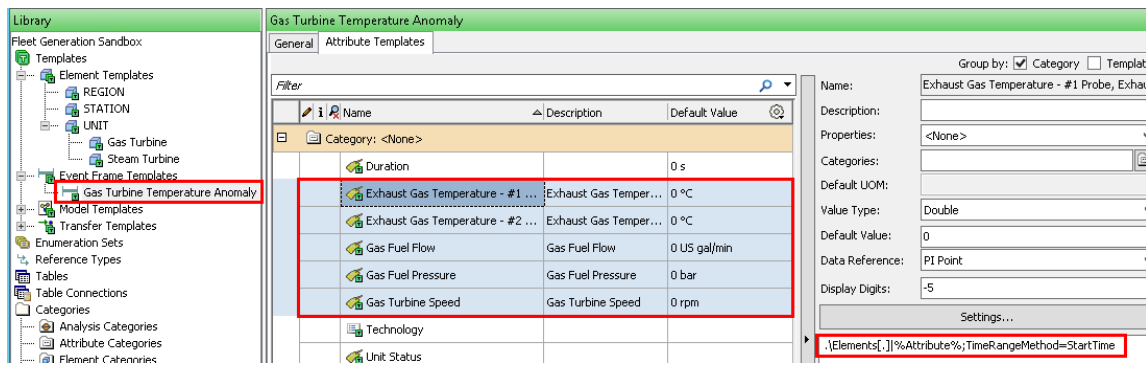 Library
Fleet Generation Sandbox
Templates
Element Templates
REGION
STATION
UNIT
Gas Turbine
Steam Turbine
Event Frame Templates
Gas Turbine Temperature Anomaly
Model Templates
Transfer Templates
Enumeration Sets
Reference Types
Tables
Table Connections
Categories
Analysis Categories
Attribute Categories
Element Categories
Gas Turbine Temperature Anomaly
General Attribute Templates
Group by: Category Templat
Filter
Name Description Default Value
Category: <None>
Duration 0 s
Exhaust Gas Temperature - #1 ... Exhaust Gas Temper... 0 °C
Exhaust Gas Temperature - #2 ... Exhaust Gas Temper... 0 °C
Gas Fuel Flow Gas Fuel Flow 0 US gal/min
Gas Fuel Pressure Gas Fuel Pressure 0 bar
Gas Turbine Speed Gas Turbine Speed 0 rpm
Technology
Unit Status
Name: Exhaust Gas Temperature - #1 Probe, Exhau
Description:
Properties: <None>
Categories:
Default UOM:
Value Type: Double
Default Value: 0
Data Reference: PI Point
Display Digits: -5
Settings...
.\Elements[.]|%Attribute%;TimeRangeMethod=StartTime